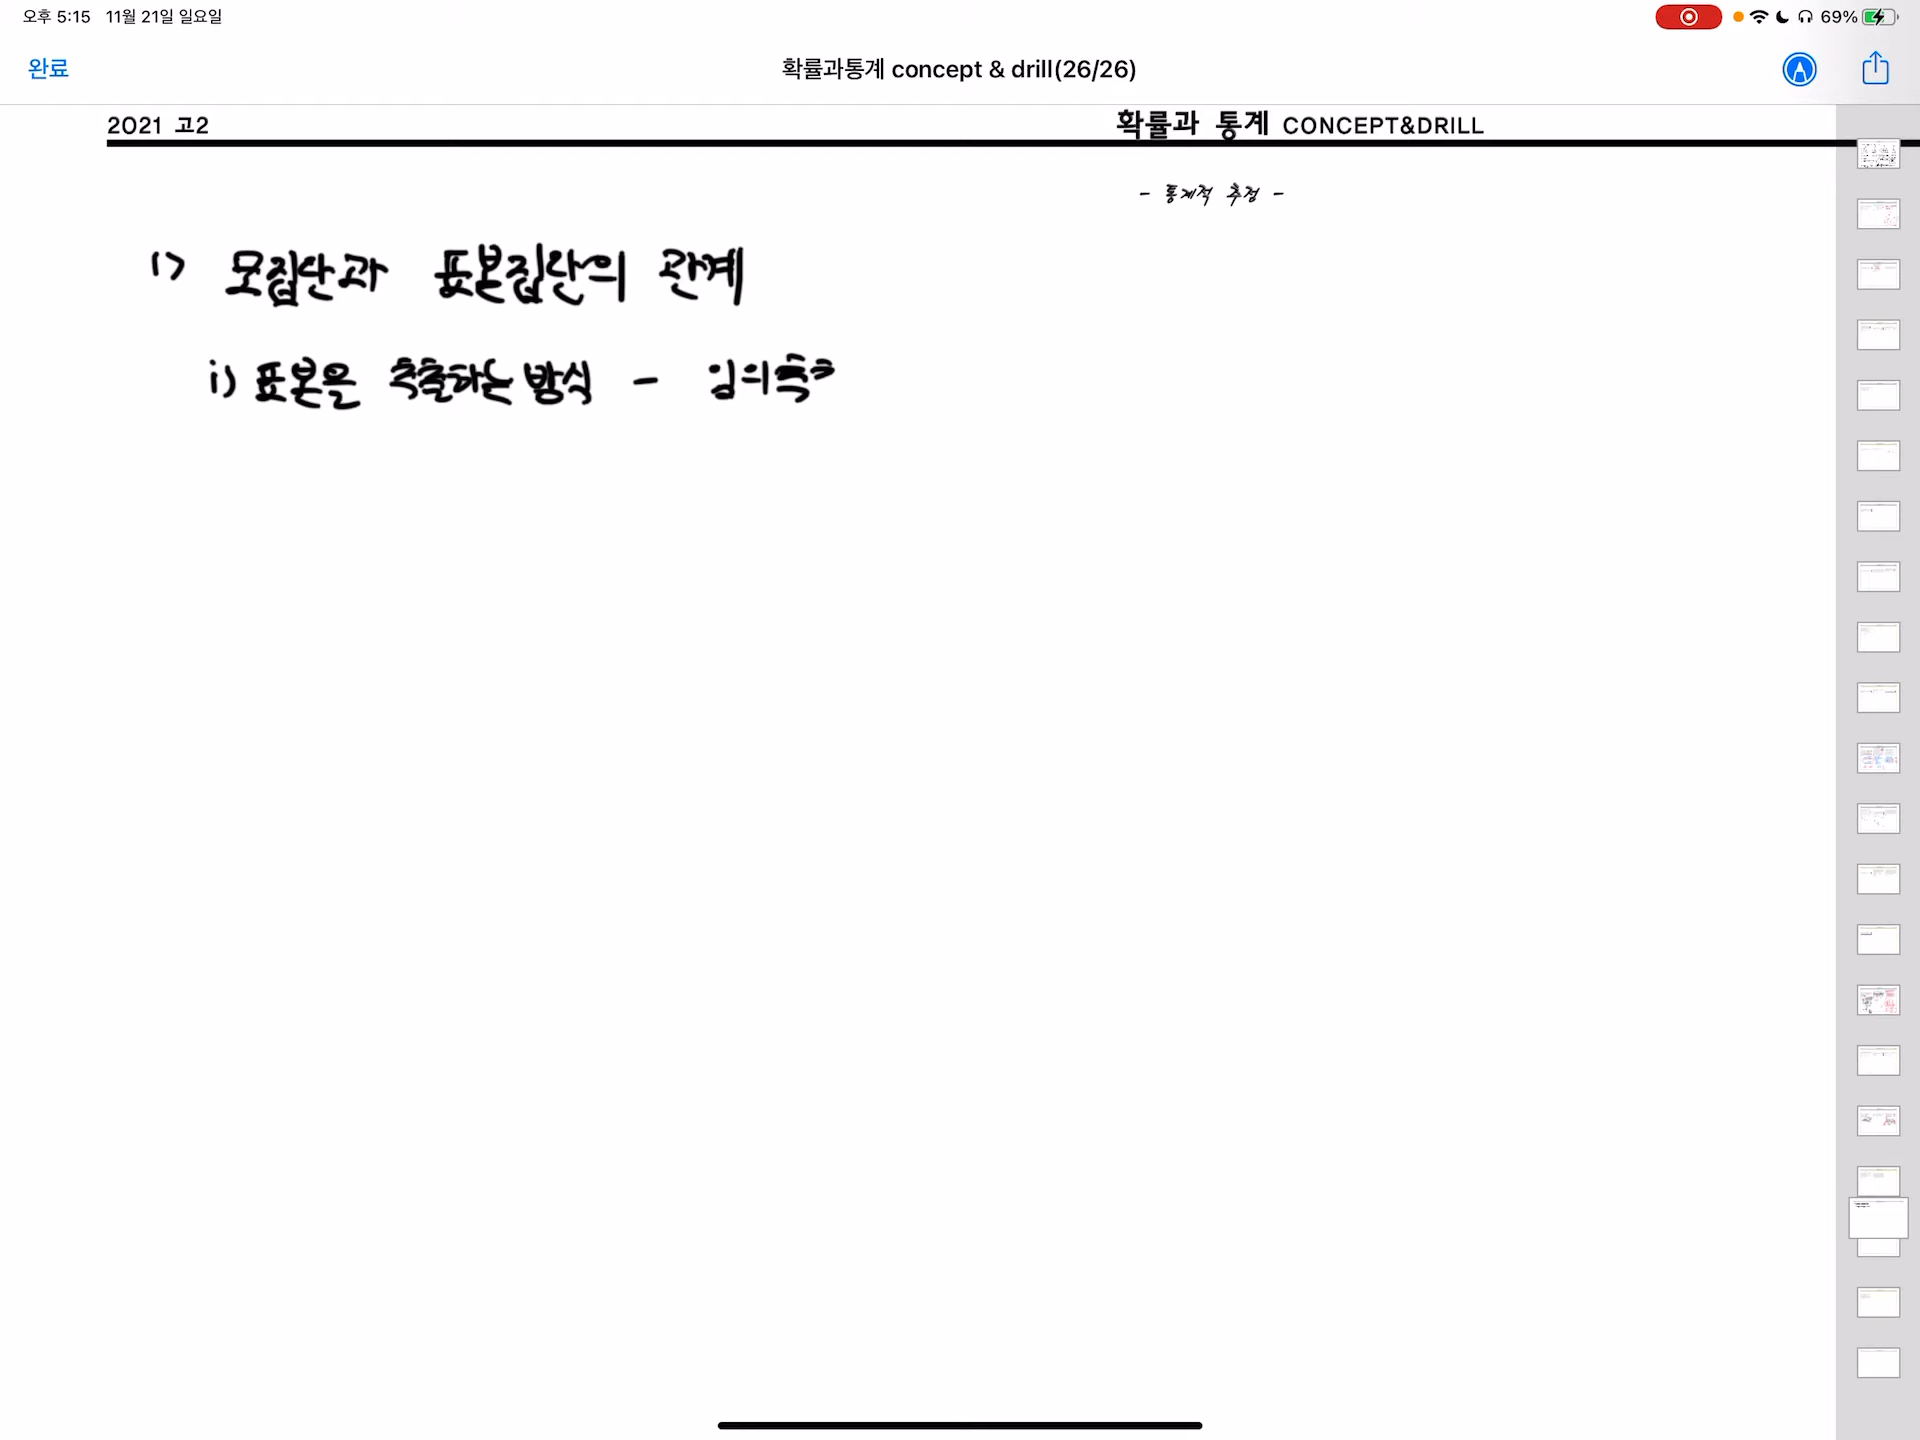 오후 5:15 11월 21일 일요일
69%
완료
확률과통계 concept & drill(26/26)
2021 고2
확률과 통계 CONCEPT&DRILL
- 통계적 추정 -
1> 모집단과 표본집단의 관계
i) 표본을 추출하는 방식 - 임의